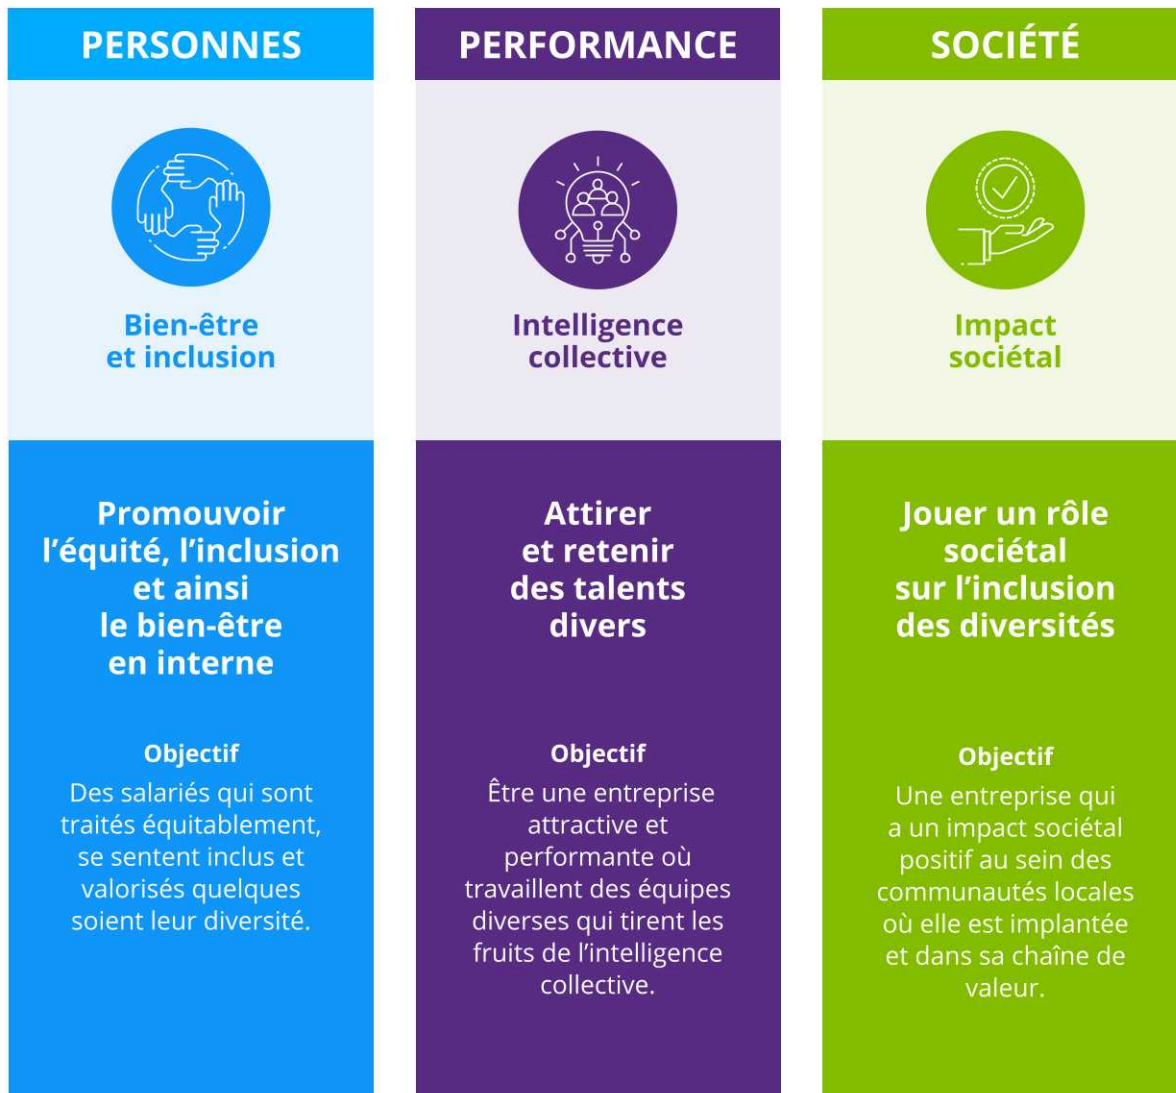 PERSONNES
Bien-être
et inclusion
Promouvoir
l’équité, l’inclusion
et ainsi
le bien-être
en interne
Objectif
Des salariés qui sont
traités équitablement,
se sentent inclus et
valorisés quelques
soient leur diversité.
PERFORMANCE
Intelligence
collective
Attirer
et retenir
des talents
divers
Objectif
Être une entreprise
attractive et
performante où
travaillent des équipes
diverses qui tirent les
fruits de l’intelligence
collective.
SOCIÉTÉ
Impact
sociétal
Jouer un rôle
sociétal
sur l’inclusion
des diversités
Objectif
Une entreprise qui
a un impact sociétal
positif au sein des
communautés locales
où elle est implantée
et dans sa chaîne de
valeur.